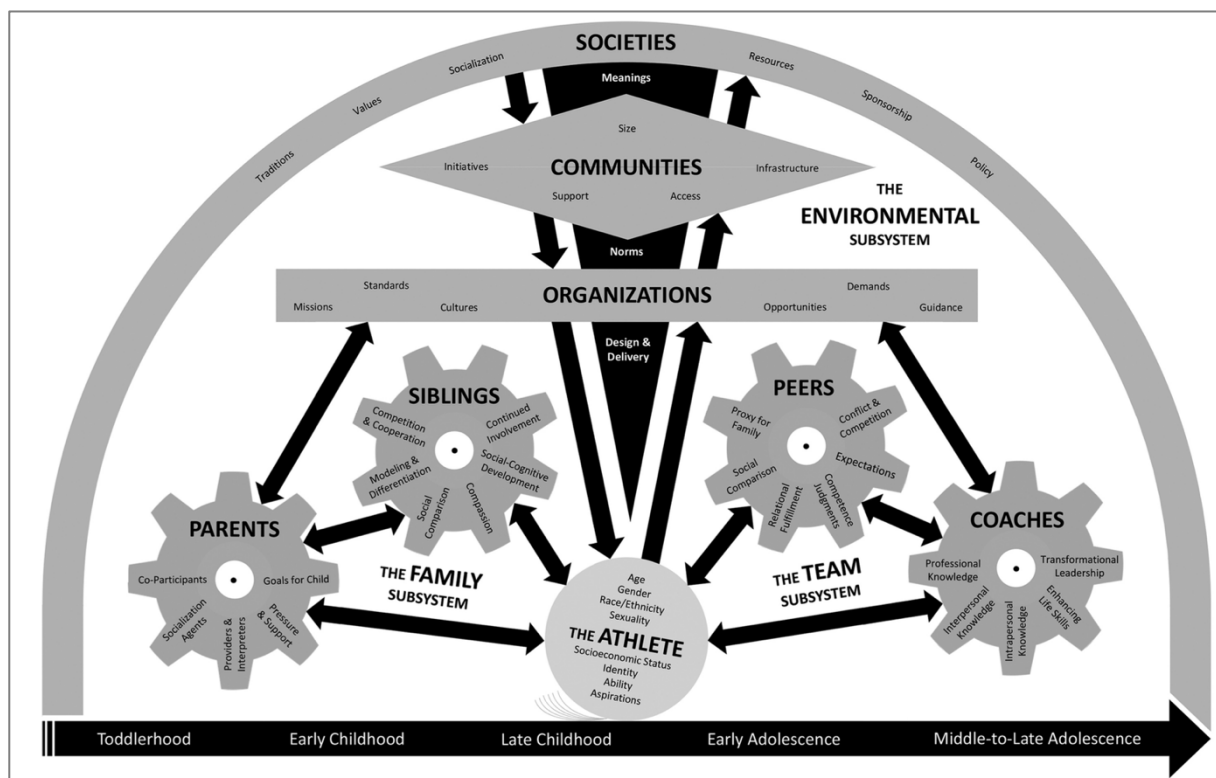 SOCIETIES
Traditions
Values
Socialization
Resources
Sponsorship
Policy
Meanings
Size
Initiatives
COMMUNITIES
Infrastructure
Support
Access
THE
ENVIRONMENTAL
SUBSYSTEM
Norms
ORGANIZATIONS
Missions
Standards
Cultures
Opportunities
Demands
Guidance
Design &
Delivery
SIBLINGS
Competition
& Cooperation
Continued
Involvement
Modeling &
Differentiation
Social-Cognitive
Development
Social
Comparison
Compassion
PEERS
Proxy for
Family
Conflict &
Competition
Social
Comparison
Expectations
Relational
Fulfillment
Competence
Judgments
PARENTS
Co-Participants
Goals for Child
Socialization
Agents
Providers &
Interpreters
Pressure
& Support
THE FAMILY
SUBSYSTEM
THE TEAM
SUBSYSTEM
COACHES
Professional
Knowledge
Transformational
Leadership
Interpersonal
Knowledge
Intrapersonal
Knowledge
Enhancing
Life Skills
Age
Gender
Race/Ethnicity
Sexuality
THE ATHLETE
Socioeconomic Status
Identity
Ability
Aspirations
Toddlerhood
Early Childhood
Late Childhood
Early Adolescence
Middle-to-Late Adolescence